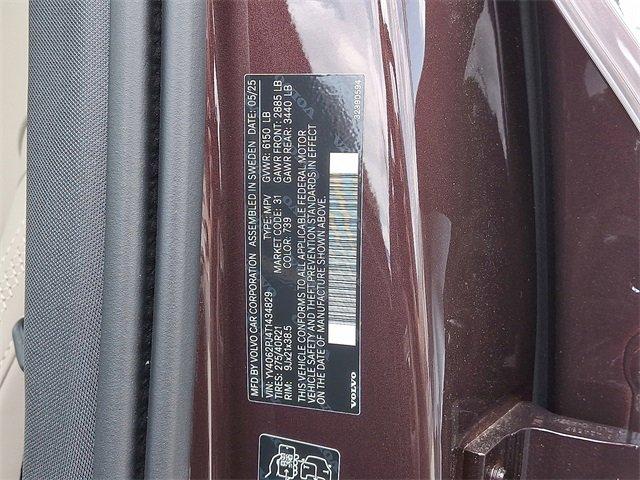 MFD BY VOLVO CAR CORPORATION ASSEMBLED IN SWEDEN DATE: 05/25
VIN: YV4062PU4T1434829 TYPE: MPV GVWR: 6150 LB
TIRES: 275/40R21 MARKET CODE: 31 GAWR FRONT: 2885 LB
RIM: 9Jx21x38.5 COLOR: 739 GAWR REAR: 3440 LB
THIS VEHICLE CONFORMS TO ALL APPLICABLE FEDERAL MOTOR
VEHICLE SAFETY AND THEFT PREVENTION STANDARDS IN EFFECT
ON THE DATE OF MANUFACTURE SHOWN ABOVE.
VOLVO
32390594